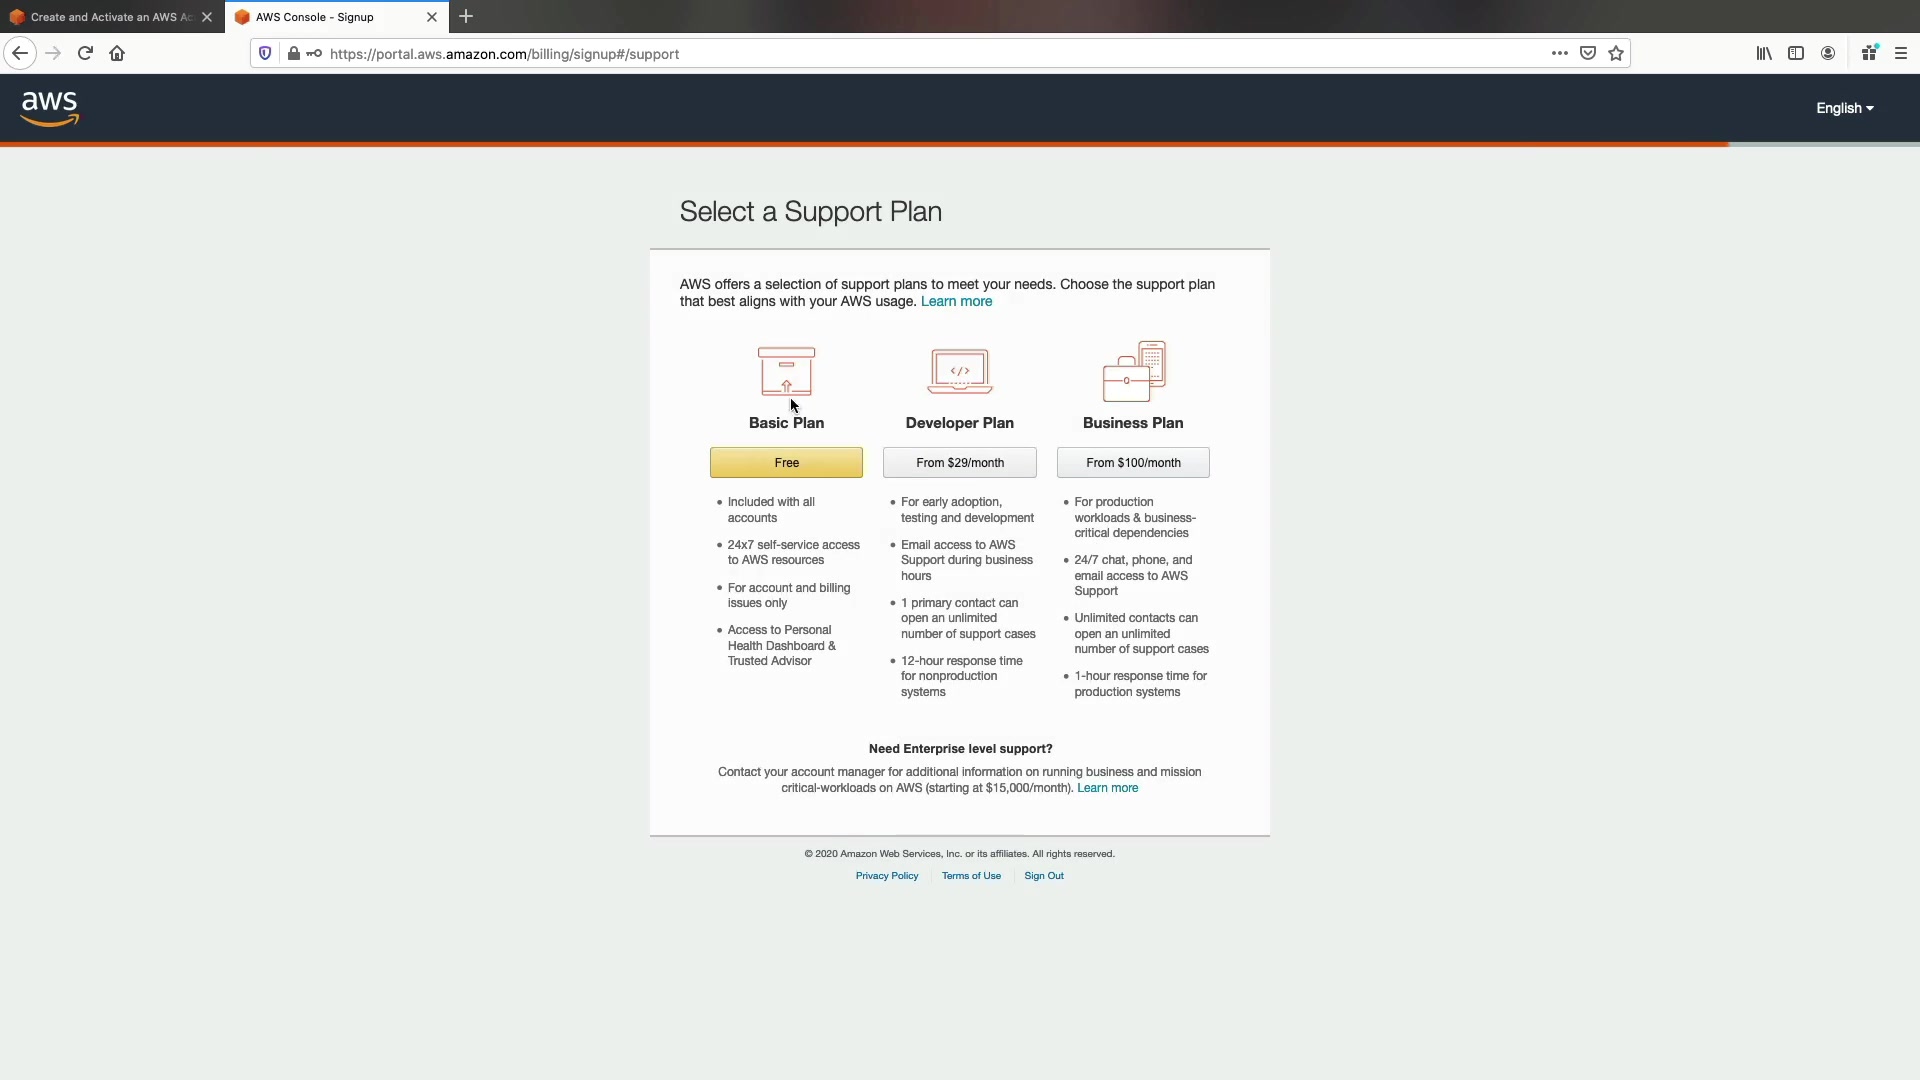 Create and Activate an AWS Ac
AWS Console - Signup
https://portal.aws.amazon.com/billing/signup#/support
aws
English
Select a Support Plan
AWS offers a selection of support plans to meet your needs. Choose the support plan
that best aligns with your AWS usage. Learn more
</>
Basic Plan
Free
• Included with all
accounts
• 24x7 self-service access
to AWS resources
• For account and billing
issues only
• Access to Personal
Health Dashboard &
Trusted Advisor
Developer Plan
From $29/month
• For early adoption,
testing and development
• Email access to AWS
Support during business
hours
• 1 primary contact can
open an unlimited
number of support cases
• 12-hour response time
for nonproduction
systems
Business Plan
From $100/month
• For production
workloads & business-
critical dependencies
• 24/7 chat, phone, and
email access to AWS
Support
• Unlimited contacts can
open an unlimited
number of support cases
• 1-hour response time for
production systems
Need Enterprise level support?
Contact your account manager for additional information on running business and mission
critical-workloads on AWS (starting at $15,000/month). Learn more
© 2020 Amazon Web Services, Inc. or its affiliates. All rights reserved.
Privacy Policy Terms of Use Sign Out